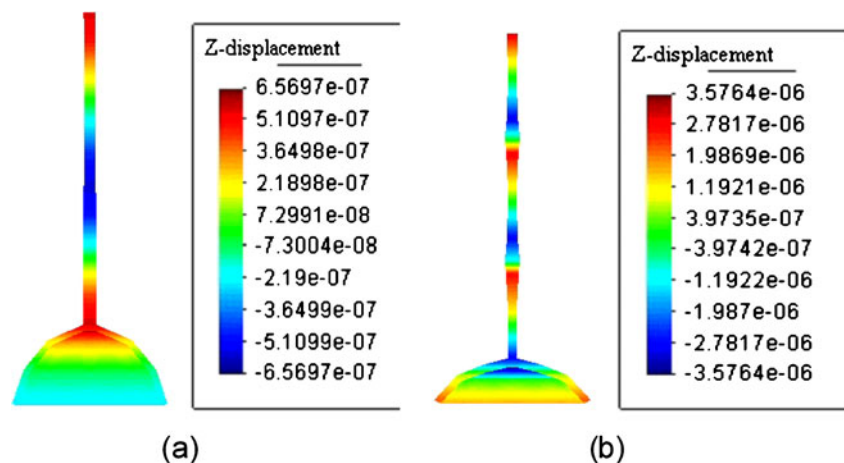 Z-displacement
6.5697e-07
5.1097e-07
3.6498e-07
2.1898e-07
7.2991e-08
-7.3004e-08
-2.19e-07
-3.6499e-07
-5.1099e-07
-6.5697e-07
(a)
Z-displacement
3.5764e-06
2.7817e-06
1.9869e-06
1.1921e-06
3.9735e-07
-3.9742e-07
-1.1922e-06
-1.987e-06
-2.7817e-06
-3.5764e-06
(b)